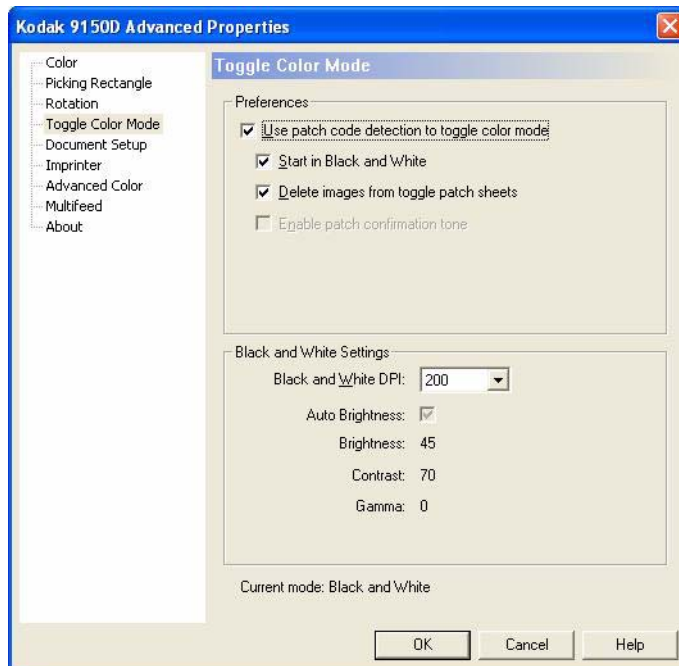 Kodak 9150D Advanced Properties
Color
Picking Rectangle
Rotation
Toggle Color Mode
Document Setup
Imprinter
Advanced Color
Multifeed
About
Toggle Color Mode
Preferences
Use patch code detection to toggle color mode
Start in Black and White
Delete images from toggle patch sheets
Enable patch confirmation tone
Black and White Settings
Black and White DPI: 200
Auto Brightness:
Brightness: 45
Contrast: 70
Gamma: 0
Current mode: Black and White
OK Cancel Help